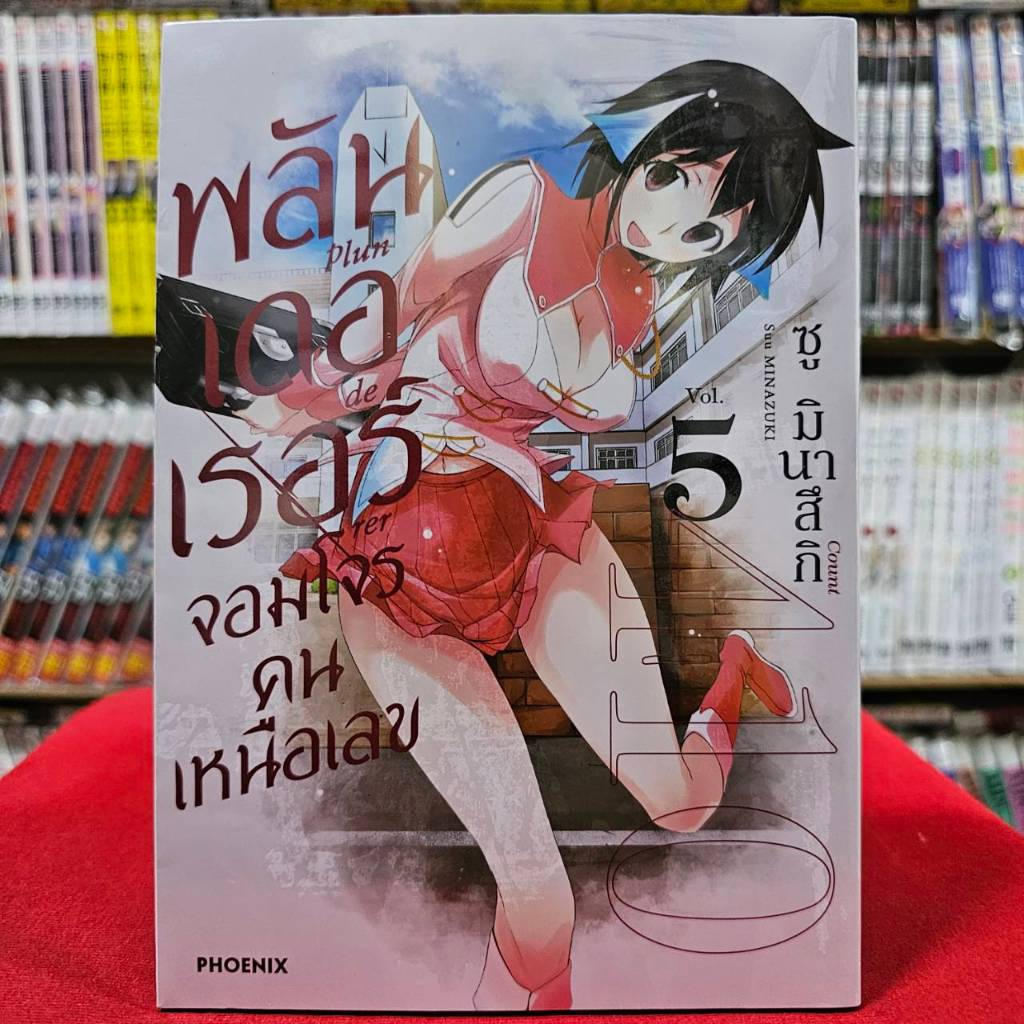 พลัน
Plun
เดอ
de
เรอร์
rer
จอมโจร
คน
เหนือเลข
Vol.
5
ซู มินาสึกิ
Suu MINAZUKI
Count
410
PHOENIX